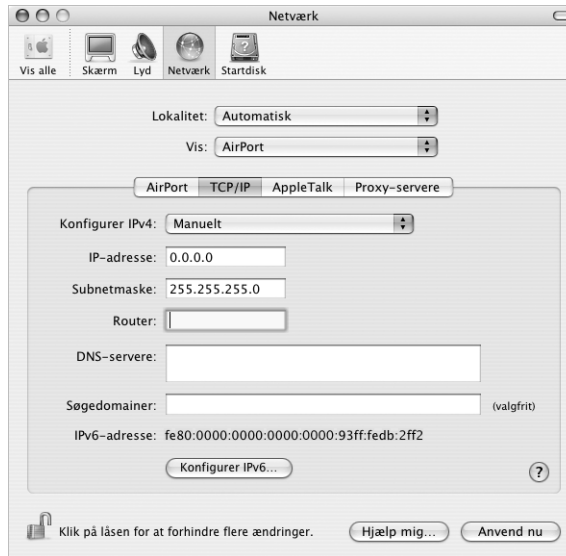 Netværk
Vis alle Skærm Lyd Netværk Startdisk
Lokalitet: Automatisk
Vis: AirPort
AirPort TCP/IP AppleTalk Proxy-servere
Konfigurer IPv4: Manuelt
IP-adresse: 0.0.0.0
Subnetmaske: 255.255.255.0
Router:
DNS-servere:
Søgedomainer: (valgfrit)
IPv6-adresse: fe80:0000:0000:0000:0000:93ff:fedb:2ff2
Konfigurer IPv6...
?
Klik på låsen for at forhindre flere ændringer. Hjælp mig... Anvend nu